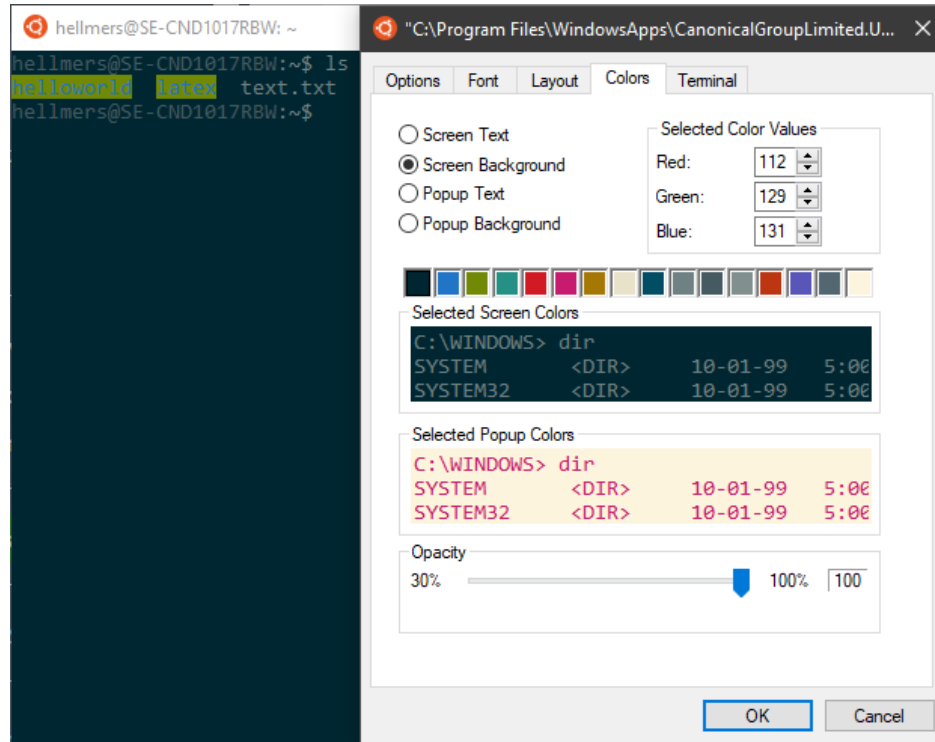 hellmers@SE-CND1017RBW: ~
hellmers@SE-CND1017RBW:~$ ls
helloworld latex text.txt
hellmers@SE-CND1017RBW:~$
"C:\Program Files\WindowsApps\CanonicalGroupLimited.U...
Options Font Layout Colors Terminal
Screen Text
Screen Background
Popup Text
Popup Background
Selected Color Values
Red: 112
Green: 129
Blue: 131
Selected Screen Colors
C:\WINDOWS> dir
SYSTEM <DIR> 10-01-99 5:00
SYSTEM32 <DIR> 10-01-99 5:00
Selected Popup Colors
C:\WINDOWS> dir
SYSTEM <DIR> 10-01-99 5:00
SYSTEM32 <DIR> 10-01-99 5:00
Opacity
30% 100% 100
OK Cancel